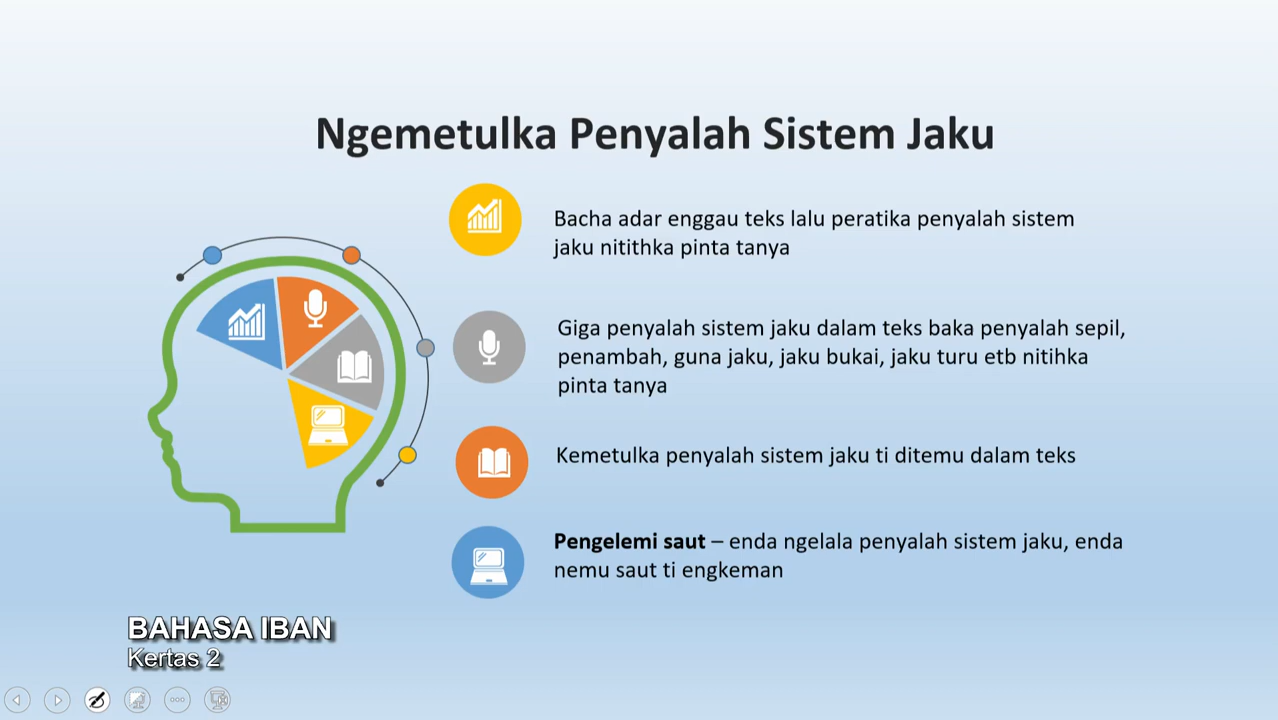 Ngemetulka Penyalah Sistem Jaku
Bacha adar enggau teks lalu peratika penyalah sistem
jaku nitithka pinta tanya
Giga penyalah sistem jaku dalam teks baka penyalah sepil,
penambah, guna jaku, jaku bukai, jaku turu etb nitihka
pinta tanya
Kemetulka penyalah sistem jaku ti ditemu dalam teks
Pengelemi saut – enda ngelala penyalah sistem jaku, enda
nemu saut ti engkeman
BAHASA IBAN
Kertas 2